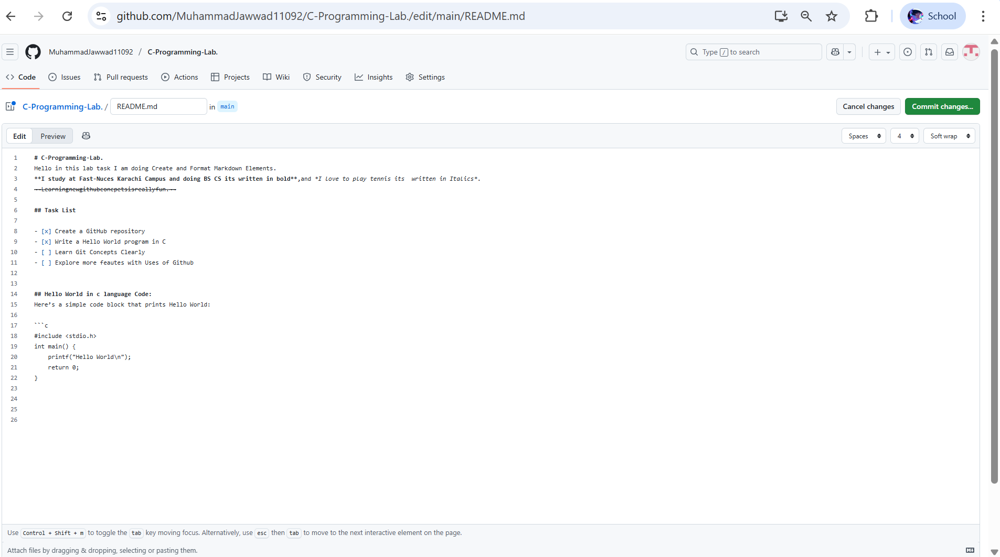 github.com/MuhammadJawwad11092/C-Programming-Lab./edit/main/README.md
School
MuhammadJawwad11092 / C-Programming-Lab.
Type / to search
Code Issues Pull requests Actions Projects Wiki Security Insights Settings
C-Programming-Lab. / README.md in main
Cancel changes Commit changes...
Edit Preview
Spaces 4 Soft wrap
1 # C-Programming-Lab.
2 Hello in this lab task I am doing Create and Format Markdown Elements.
3 **I study at Fast-Nuces Karachi Campus and doing BS CS its written in bold**,and *I love to play tennis its  written in Italics*.
4 ~~Learningnewgithubconcpetsisreallyfun.~~
5
6 ## Task List
7
8 - [x] Create a GitHub repository
9 - [x] Write a Hello World program in C
10 - [ ] Learn Git Concepts Clearly
11 - [ ] Explore more feautes with Uses of Github
12
13
14 ## Hello World in c language Code:
15 Here’s a simple code block that prints Hello World:
16
17 ```c
18 #include <stdio.h>
19 int main() {
20     printf("Hello World\n");
21     return 0;
22 }
23
24
25
26
Use Control + Shift + m to toggle the tab key moving focus. Alternatively, use esc then tab to move to the next interactive element on the page.
Attach files by dragging & dropping, selecting or pasting them.